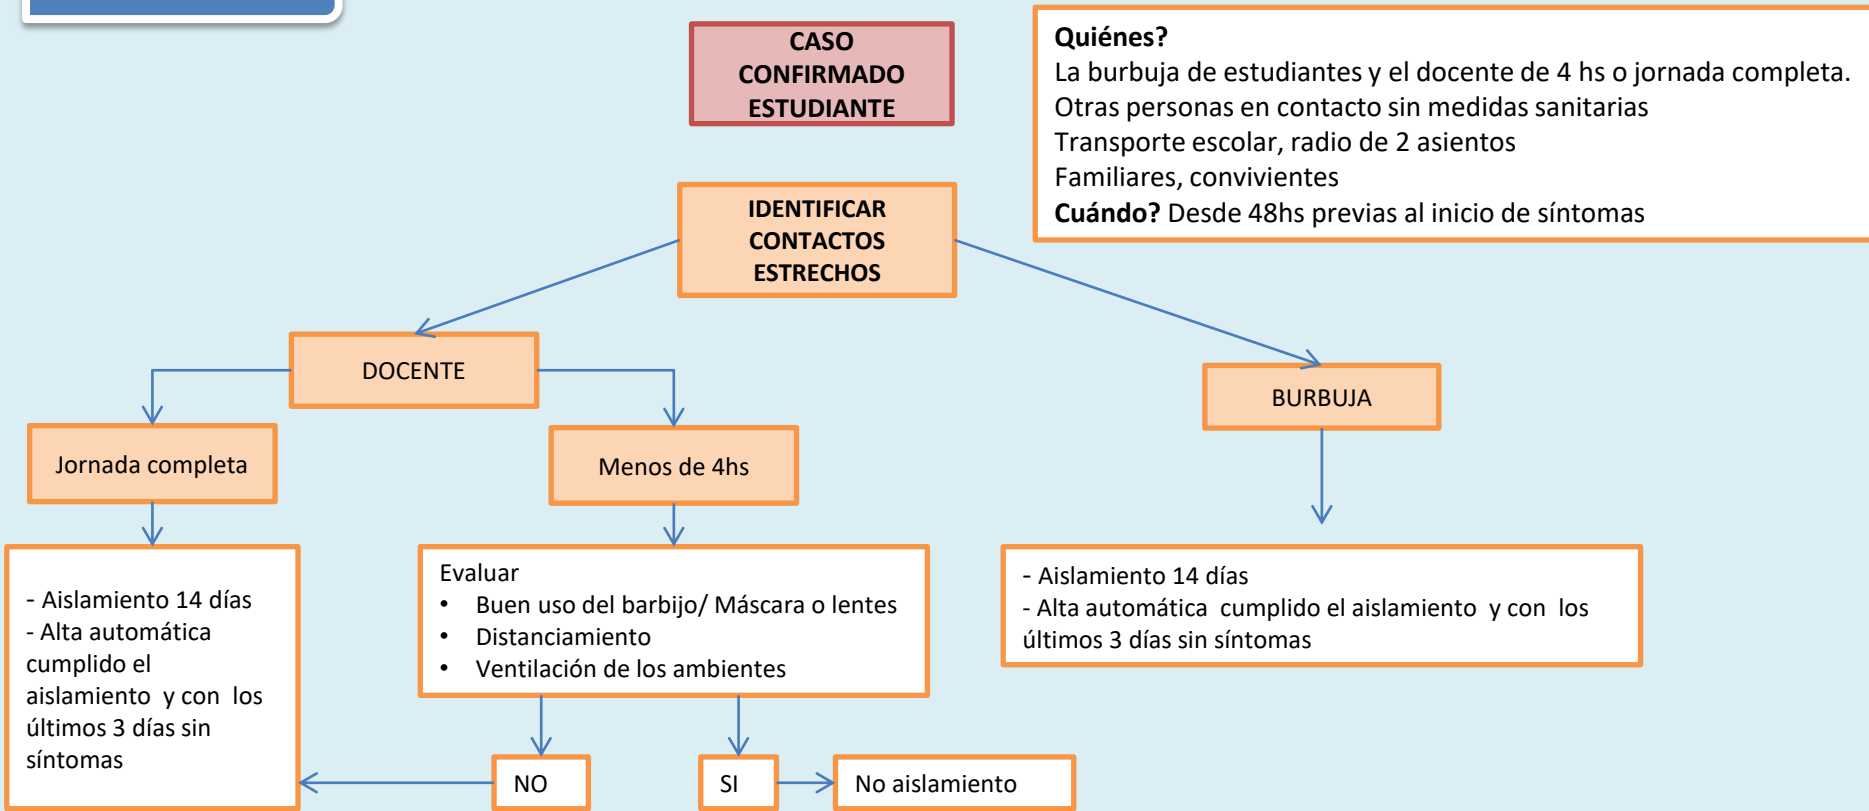 CASO
CONFIRMADO
ESTUDIANTE
Quiénes?
La burbuja de estudiantes y el docente de 4 hs o jornada completa.
Otras personas en contacto sin medidas sanitarias
Transporte escolar, radio de 2 asientos
Familiares, convivientes
Cuándo? Desde 48hs previas al inicio de síntomas
IDENTIFICAR
CONTACTOS
ESTRECHOS
DOCENTE
BURBUJA
Jornada completa
Menos de 4hs
- Aislamiento 14 días
- Alta automática
cumplido el
aislamiento y con los
últimos 3 días sin
síntomas
Evaluar
• Buen uso del barbijo/ Máscara o lentes
• Distanciamiento
• Ventilación de los ambientes
- Aislamiento 14 días
- Alta automática cumplido el aislamiento y con los
últimos 3 días sin síntomas
NO
SI
No aislamiento